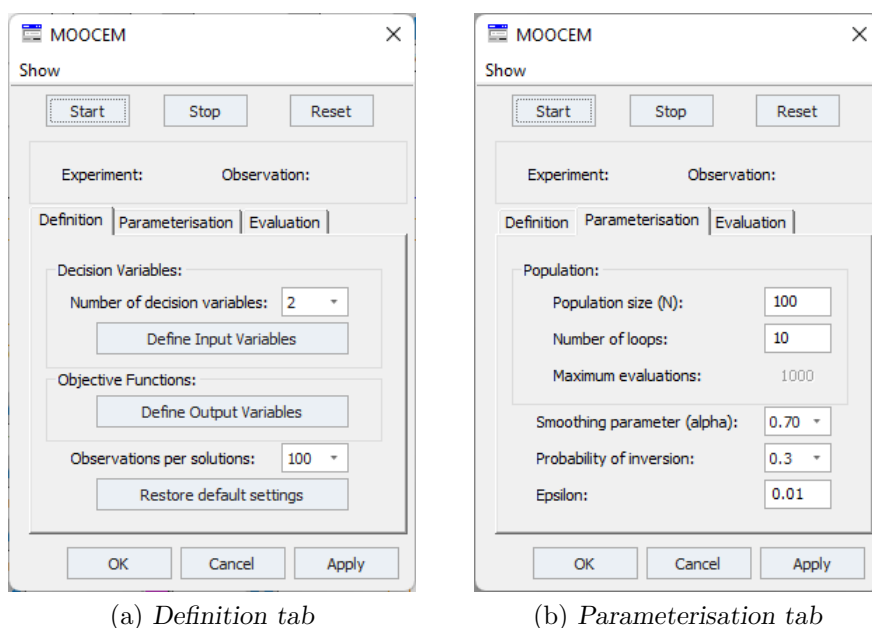 MOOCEM
Show
Start Stop Reset
Experiment: Observation:
Definition Parameterisation Evaluation
Decision Variables:
Number of decision variables: 2
Define Input Variables
Objective Functions:
Define Output Variables
Observations per solutions: 100
Restore default settings
OK Cancel Apply
(a) Definition tab
MOOCEM
Show
Start Stop Reset
Experiment: Observation:
Definition Parameterisation Evaluation
Population:
Population size (N): 100
Number of loops: 10
Maximum evaluations: 1000
Smoothing parameter (alpha): 0.70
Probability of inversion: 0.3
Epsilon: 0.01
OK Cancel Apply
(b) Parameterisation tab